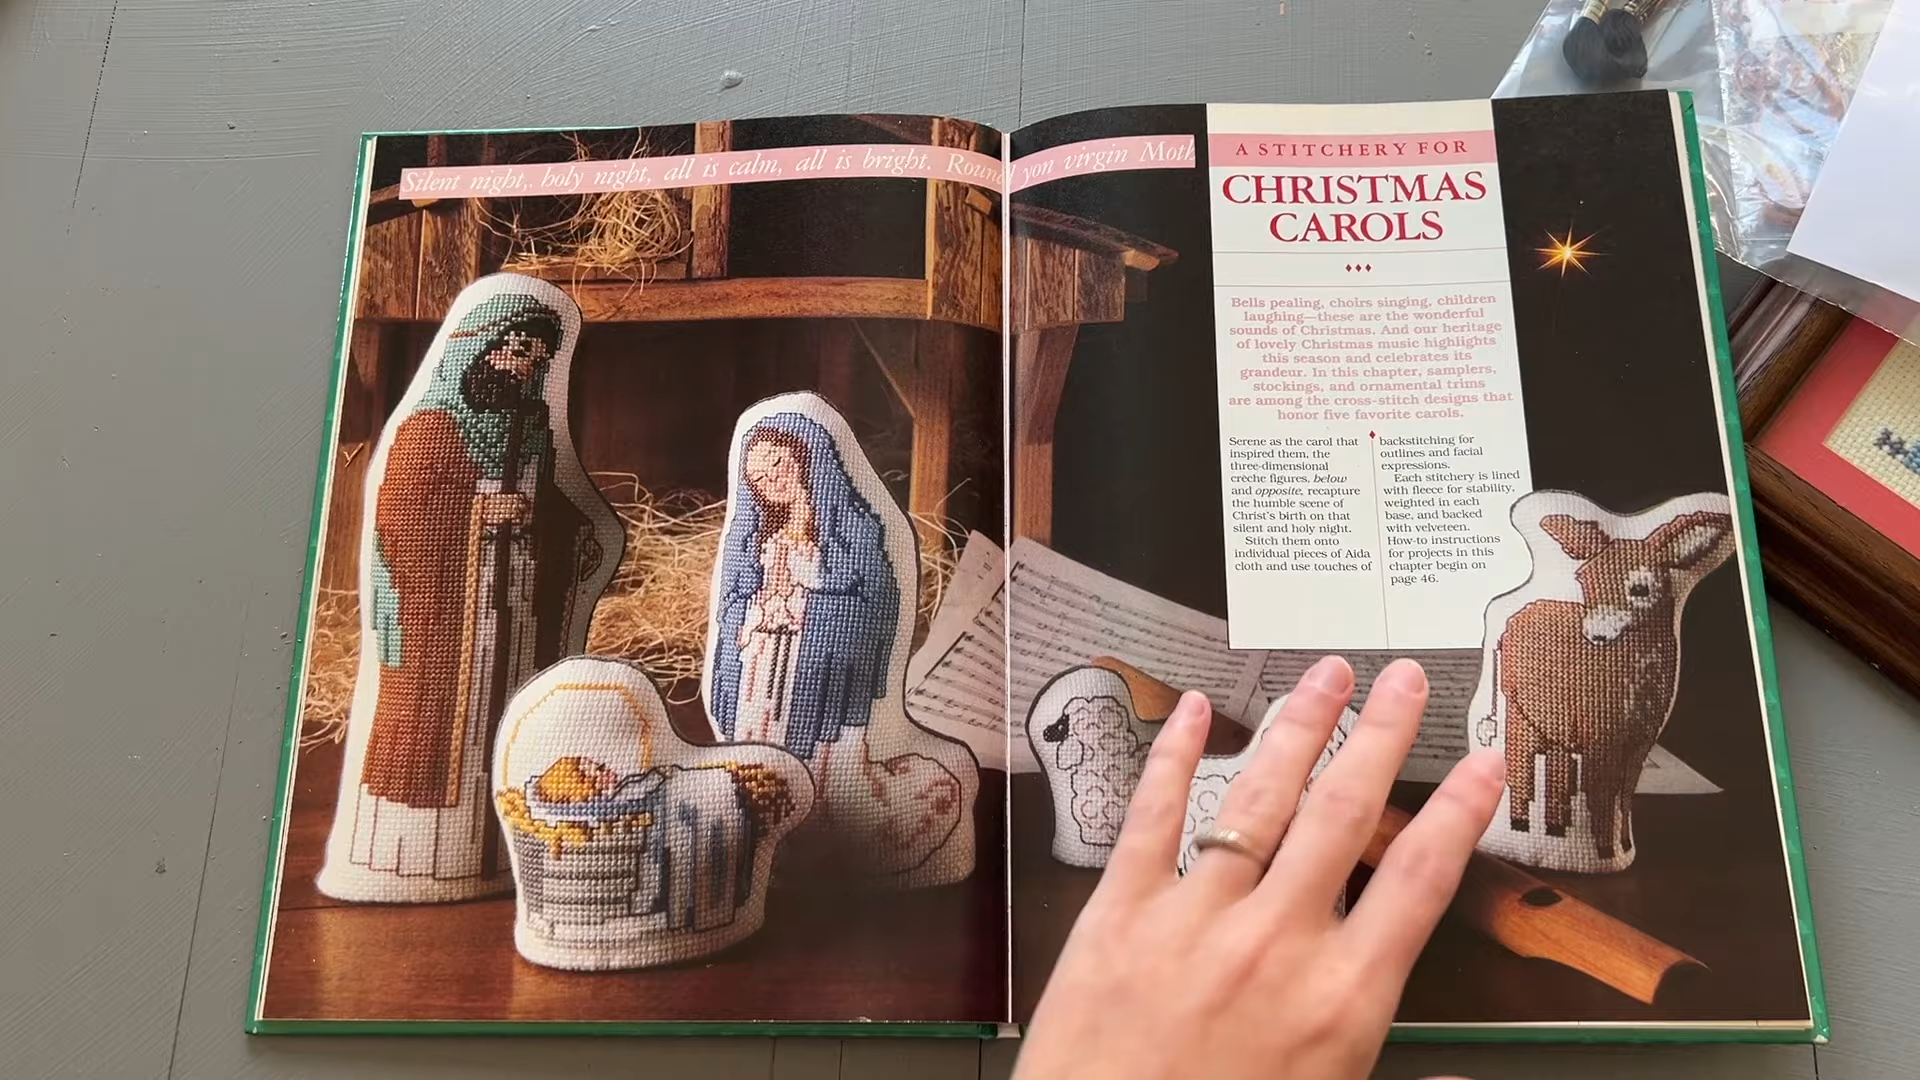 Silent night, holy night, all is calm, all is bright. Round yon virgin Moth
A STITCHERY FOR
CHRISTMAS
CAROLS
Bells pealing, choirs singing, children
laughing—these are the wonderful
sounds of Christmas. And our heritage
of lovely Christmas music highlights
this season and celebrates its
grandeur. In this chapter, samplers,
stockings, and ornamental trims
are among the cross-stitch designs that
honor five favorite carols.
Serene as the carol that
inspired them, the
three-dimensional
crèche figures, below
and opposite, recapture
the humble scene of
Christ's birth on that
silent and holy night.
Stitch them onto
individual pieces of Aida
cloth and use touches of
backstitching for
outlines and facial
expressions.
Each stitchery is lined
with fleece for stability,
weighted in each
base, and backed
with velveteen.
How-to instructions
for projects in this
chapter begin on
page 46.